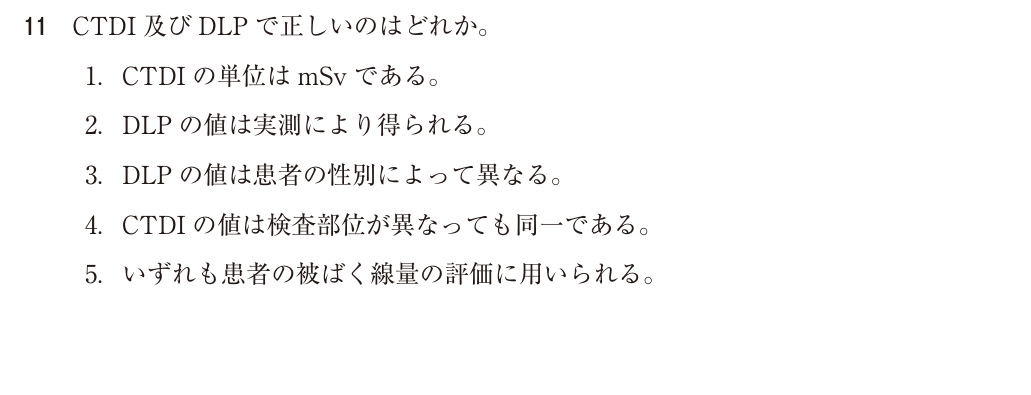 11 CTDI 及び DLP で正しいのはどれか。
1. CTDI の単位は mSv である。
2. DLP の値は実測により得られる。
3. DLP の値は患者の性別によって異なる。
4. CTDI の値は検査部位が異なっても同一である。
5. いずれも患者の被ばく線量の評価に用いられる。